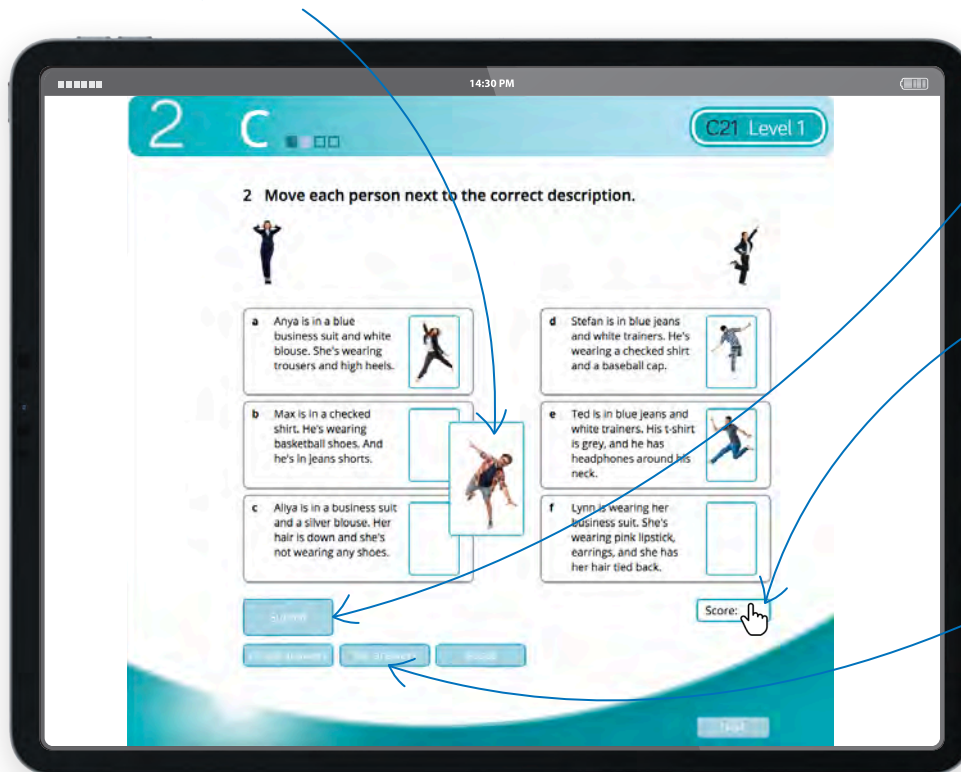 14:30 PM
2 C
C21 Level 1
2 Move each person next to the correct description.
a Anya is in a blue
business suit and white
blouse. She's wearing
trousers and high heels.
b Max is in a checked
shirt. He's wearing
basketball shoes. And
he's in jeans shorts.
c Aliya is in a business suit
and a silver blouse. Her
hair is down and she's
not wearing any shoes.
d Stefan is in blue jeans
and white trainers. He's
wearing a checked shirt
and a baseball cap.
e Ted is in blue jeans and
white trainers. His t-shirt
is grey, and he has
headphones around his
neck.
f Lynn is wearing her
business suit. She's
wearing pink lipstick,
earrings, and she has
her hair tied back.
Submit
Score:
Next